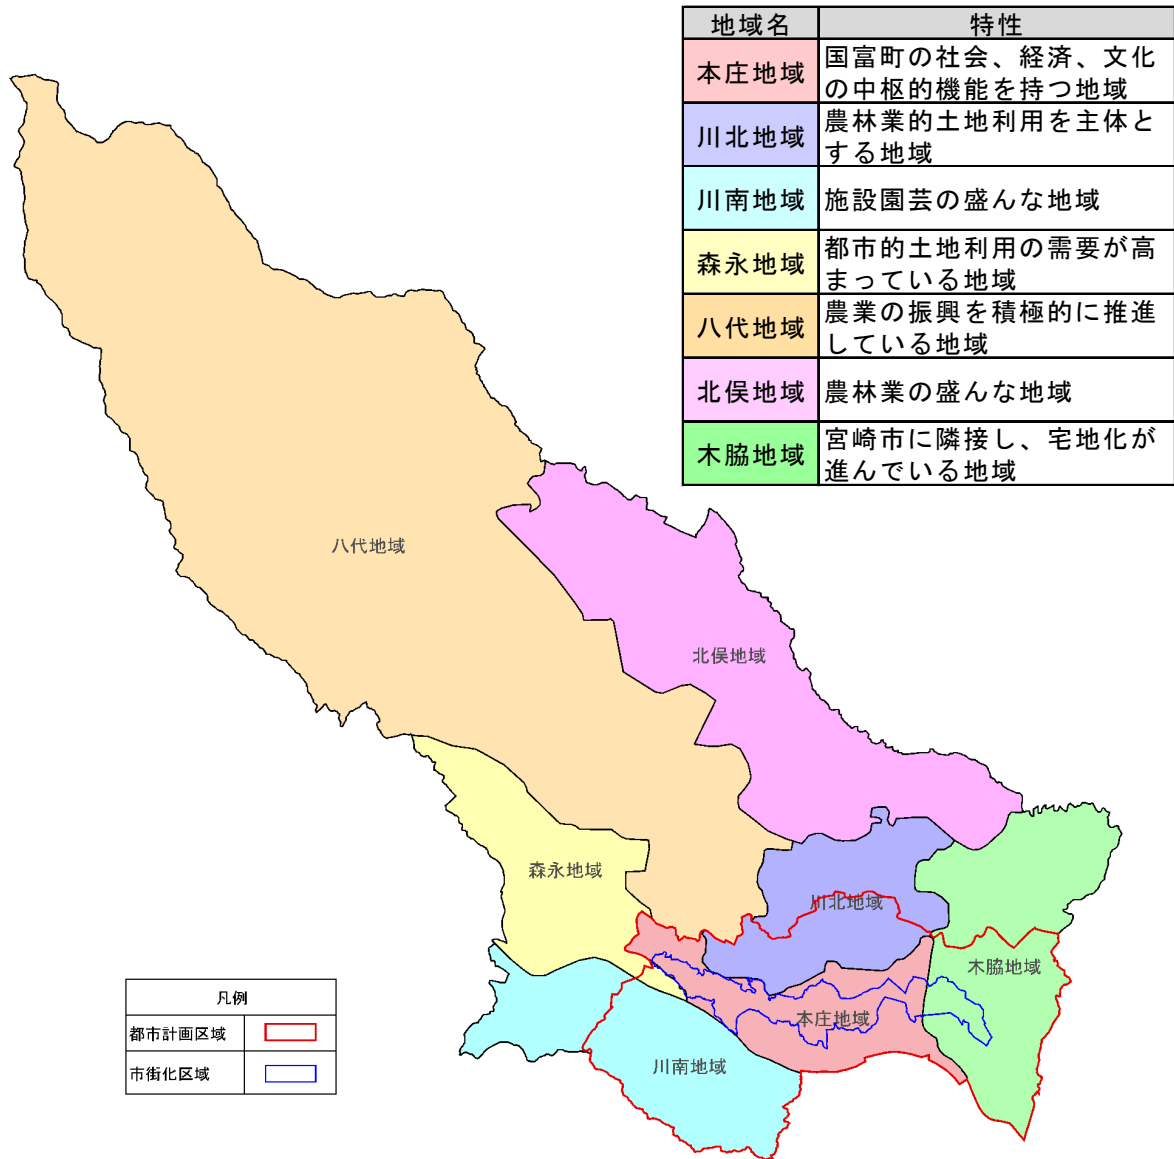 地域名
特性
本庄地域
国富町の社会、経済、文化
の中枢的機能を持つ地域
川北地域
農林業的土地利用を主体と
する地域
川南地域
施設園芸の盛んな地域
森永地域
都市的土地利用の需要が高
まっている地域
八代地域
農業の振興を積極的に推進
している地域
北俣地域
農林業の盛んな地域
木脇地域
宮崎市に隣接し、宅地化が
進んでいる地域
八代地域
北俣地域
森永地域
川北地域
木脇地域
本庄地域
川南地域
凡例
都市計画区域
市街化区域